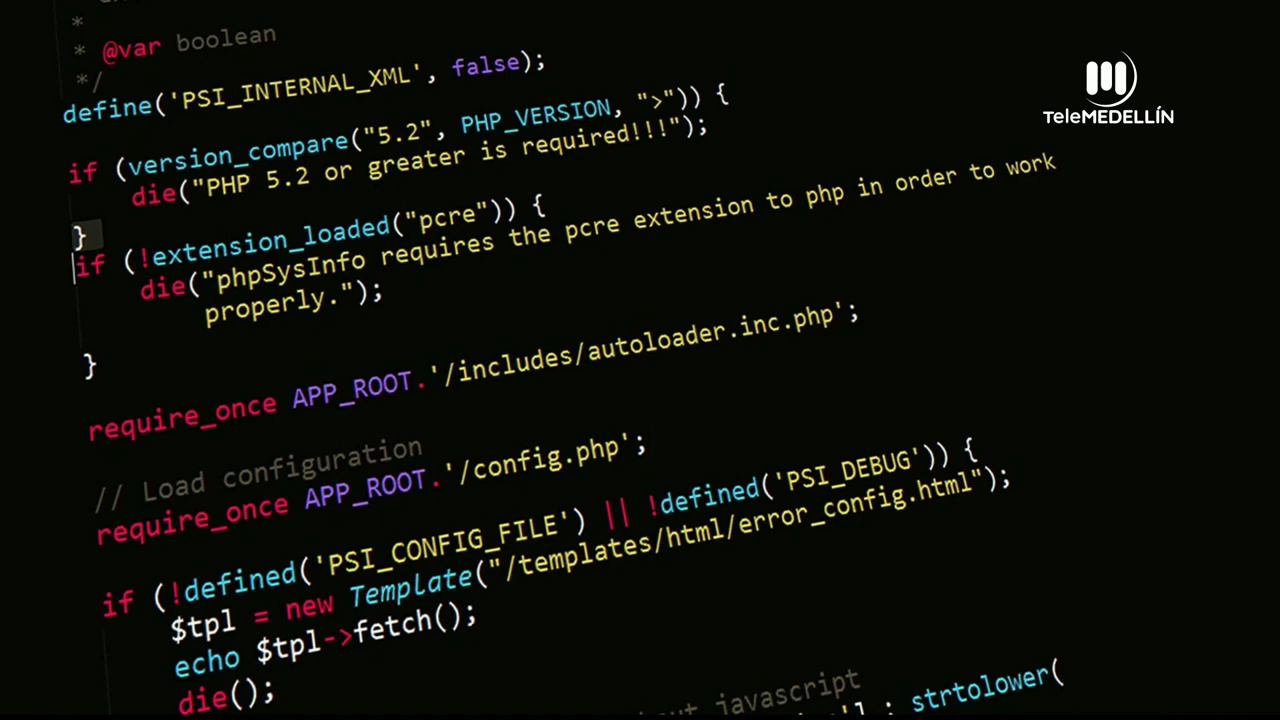 *
* @var boolean
*/
define('PSI_INTERNAL_XML', false);
if (version_compare("5.2", PHP_VERSION, ">")) {
die("PHP 5.2 or greater is required!!!");
}
if (!extension_loaded("pcre")) {
die("phpSysInfo requires the pcre extension to php in order to work
properly.");
}
require_once APP_ROOT.'/includes/autoloader.inc.php';
// Load configuration
require_once APP_ROOT.'/config.php';
if (!defined('PSI_CONFIG_FILE') || !defined('PSI_DEBUG')) {
$tpl = new Template("/templates/html/error_config.html");
echo $tpl->fetch();
die();
javascript
strtolower(
TeleMEDELLÍN